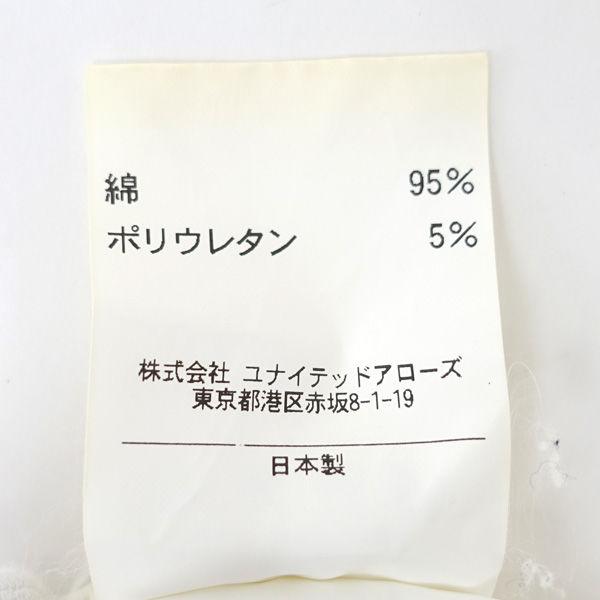 綿 95%
ポリウレタン 5%
株式会社 ユナイテッドアローズ
東京都港区赤坂8-1-19
日本製